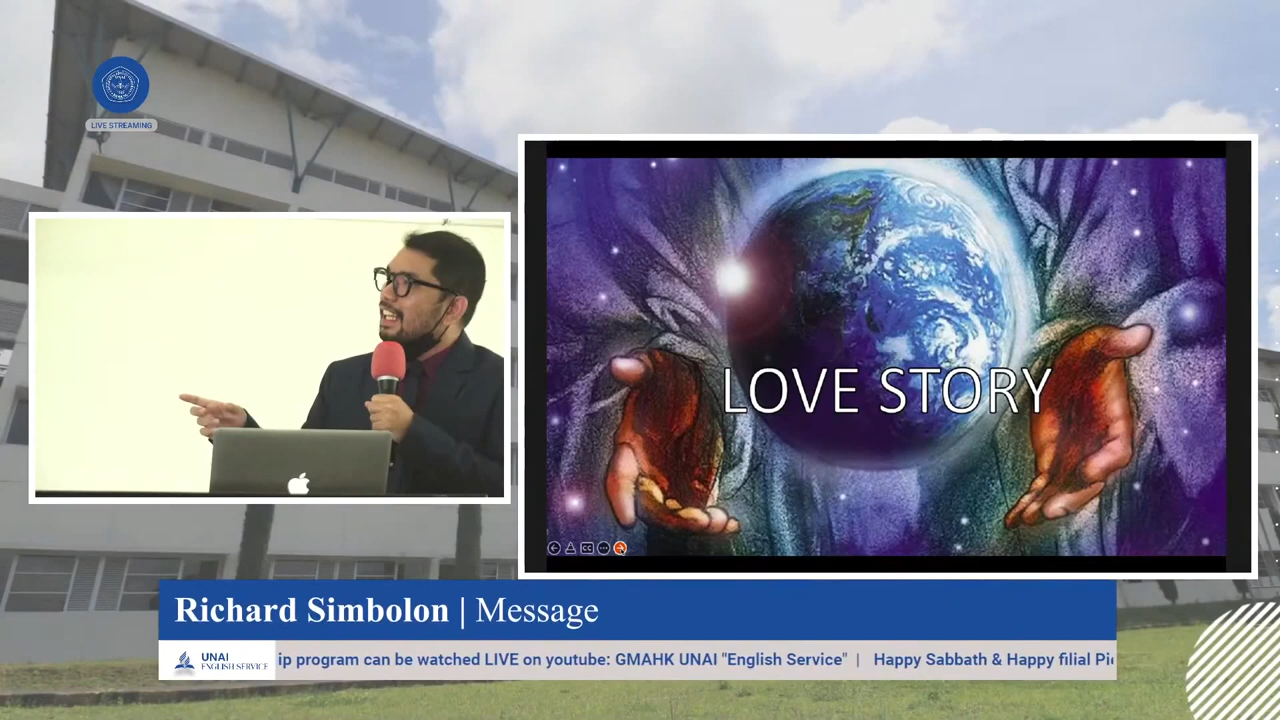 LIVE STREAMING
LOVE STORY
CC
Richard Simbolon | Message
UNAI
ENGLISH SERVICE
ip program can be watched LIVE on youtube: GMAHK UNAI "English Service" | Happy Sabbath & Happy filial Pi